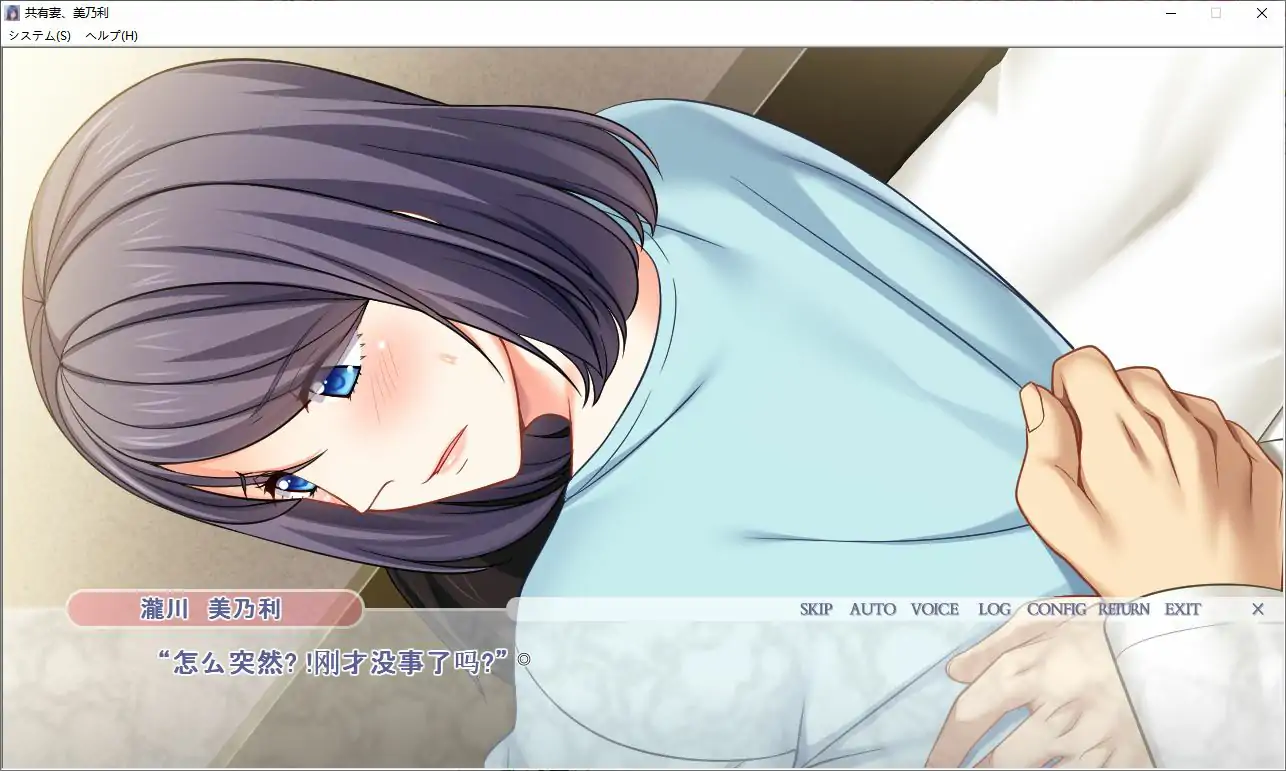 共有妻、美乃利
システム(S) ヘルプ(H)
瀧川 美乃利
SKIP AUTO VOICE LOG CONFIG RETURN EXIT ×
“怎么突然?!刚才没事了吗?”◎